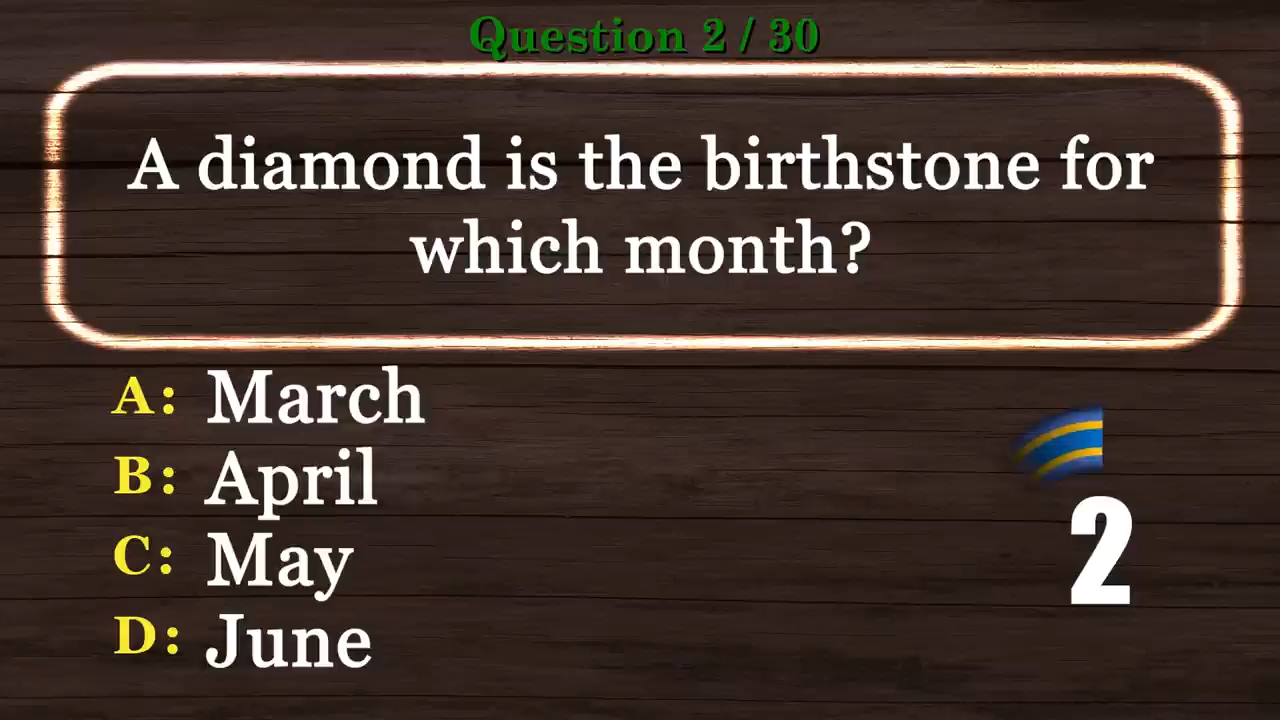 Question 2 / 30
A diamond is the birthstone for
which month?
A: March
B: April
C: May
D: June
2